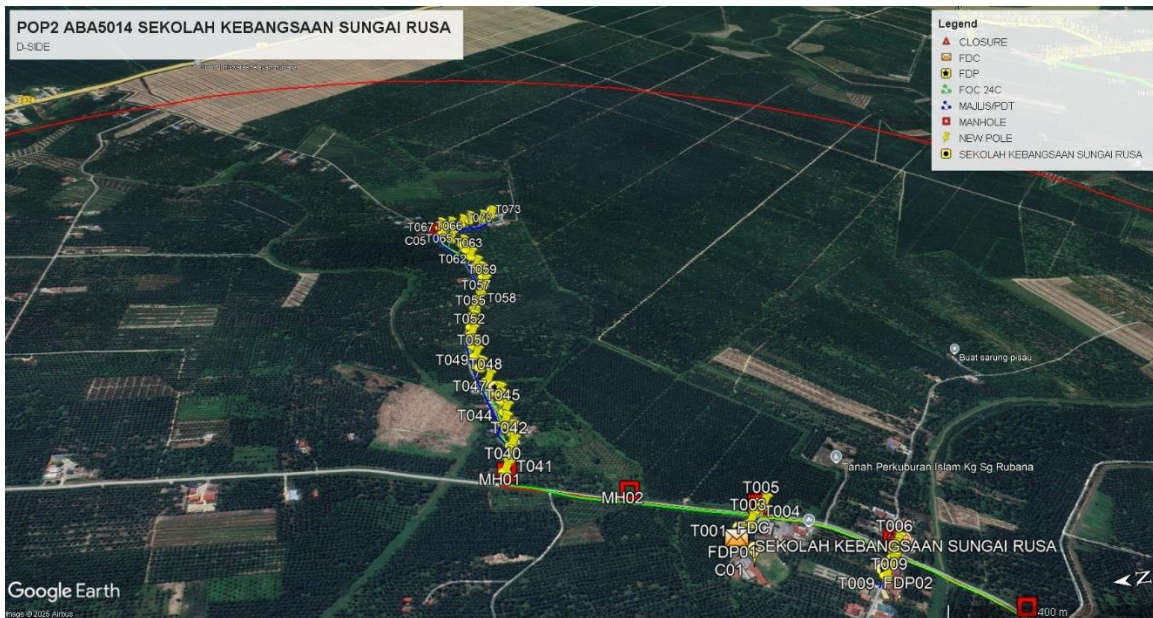 POP2 ABA5014 SEKOLAH KEBANGSAAN SUNGAI RUSA
D-SIDE
Legend
CLOSURE
FDC
FDP
FOC 24C
MAJLIS/PDT
MANHOLE
NEW POLE
SEKOLAH KEBANGSAAN SUNGAI RUSA
T073
T070
T067
T066
C05
T065
T063
T062
T059
T057
T058
T055
T052
T050
T049
T048
T047
T045
T044
T042
T040
T041
MH01
MH02
Buat sarung pisau
Tanah Perkuburan Islam Kg Sg Rubana
T005
T003
T004
T001
FDC
T006
SEKOLAH KEBANGSAAN SUNGAI RUSA
FDP01
C01
T009
T009
FDP02
Z
400 m
Google Earth
Image © 2025 Airbus